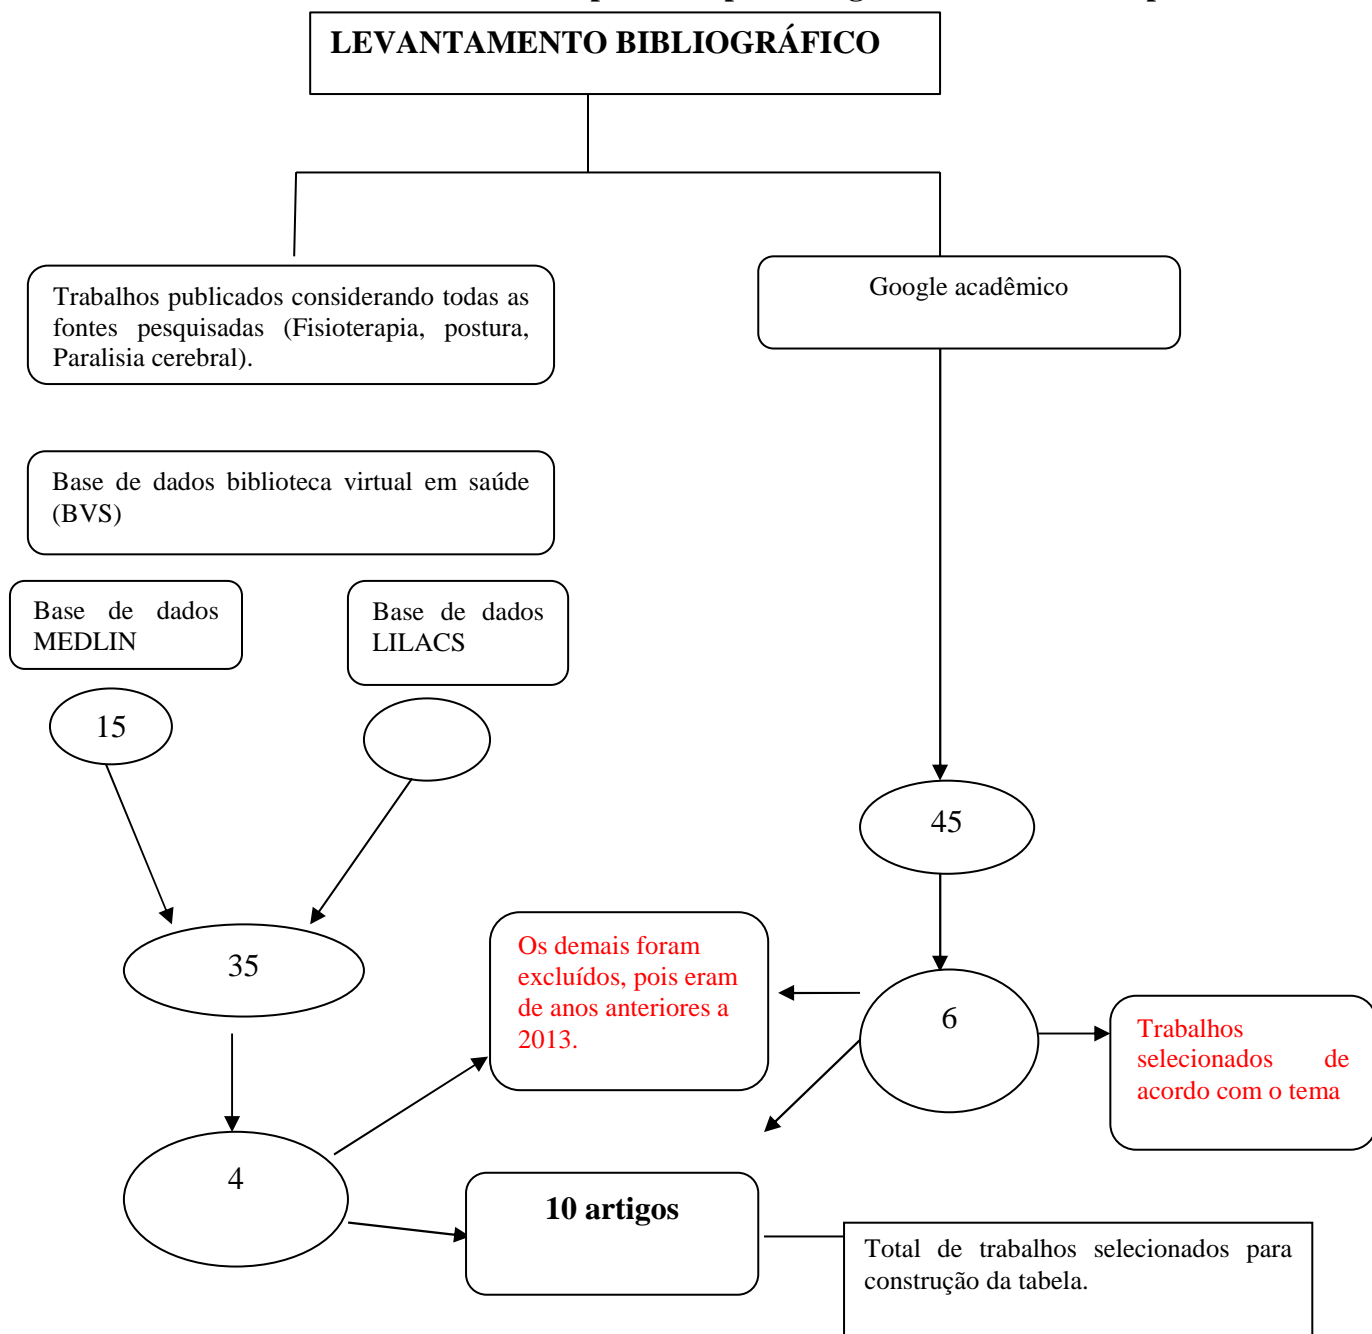 LEVANTAMENTO BIBLIOGRÁFICO
Trabalhos publicados considerando todas as
fontes pesquisadas (Fisioterapia, postura,
Paralisia cerebral).
Google acadêmico
Base de dados biblioteca virtual em saúde
(BVS)
Base de dados
MEDLIN
Base de dados
LILACS
15
45
35
Os demais foram
excluídos, pois eram
de anos anteriores a
2013.
6
Trabalhos
selecionados de
acordo com o tema
4
10 artigos
Total de trabalhos selecionados para
construção da tabela.